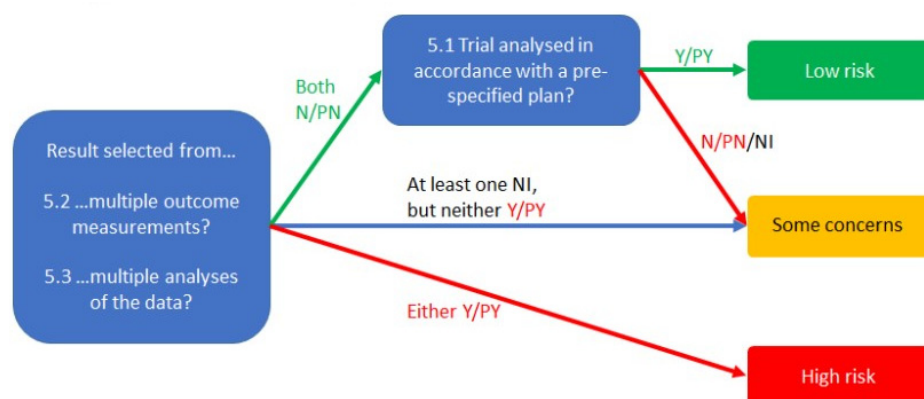 Result selected from...
5.2 ...multiple outcome
measurements?
5.3 ...multiple analyses
of the data?
Both
N/PN
5.1 Trial analysed in
accordance with a pre-
specified plan?
Y/PY
Low risk
N/PN/NI
At least one NI,
but neither Y/PY
Some concerns
Either Y/PY
High risk